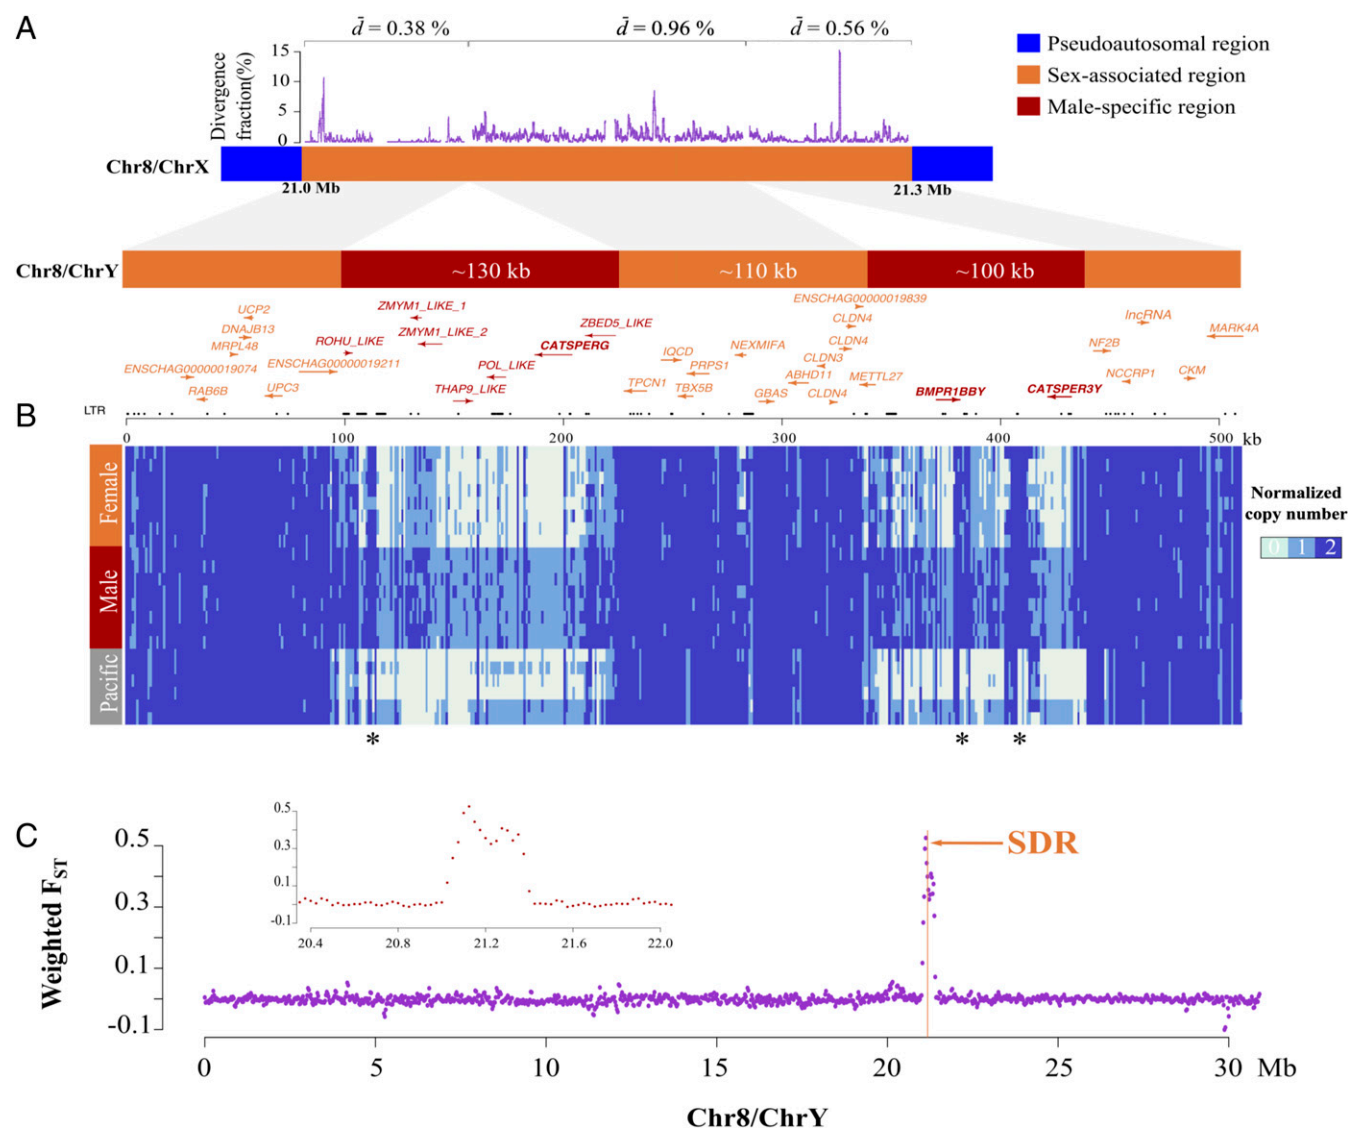 A
d̄ = 0.38 %
d̄ = 0.96 %
d̄ = 0.56 %
Divergence
fraction(%)
15
10
5
0
Pseudoautosomal region
Sex-associated region
Male-specific region
Chr8/ChrX
21.0 Mb
21.3 Mb
Chr8/ChrY
~130 kb
~110 kb
~100 kb
UCP2
DNAJB13
MRPL48
ENSCHAG00000019074
RAB6B
UPC3
ENSCHAG00000019211
ROHU_LIKE
ZMYM1_LIKE_1
ZMYM1_LIKE_2
POL_LIKE
THAP9_LIKE
CATSPERG
ZBED5_LIKE
TPCN1
IQCD
TBX5B
PRPS1
NEXMIFA
GBAS
ABHD11
CLDN3
CLDN4
CLDN4
CLDN4
ENSCHAG00000019839
METTL27
BMPR1BBY
CATSPER3Y
NF2B
NCCRP1
lncRNA
CKM
MARK4A
LTR
B
0 100 200 300 400 500 kb
Female
Male
Pacific
Normalized
copy number
0 1 2
* * *
C
Weighted FST
0.5
0.3
0.1
-0.1
0.5
0.3
0.1
-0.1
20.4 20.8 21.2 21.6 22.0
SDR
0 5 10 15 20 25 30 Mb
Chr8/ChrY